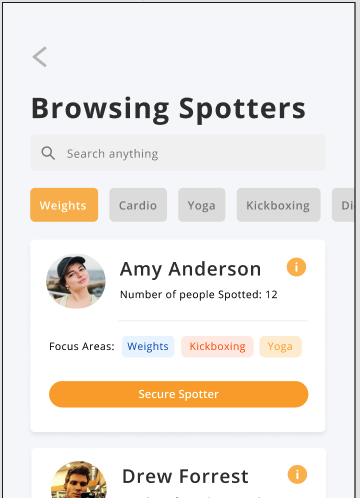 Browsing Spotters
Search anything
Weights Cardio Yoga Kickboxing
Amy Anderson i
Number of people Spotted: 12
Focus Areas: Weights Kickboxing Yoga
Secure Spotter
Drew Forrest i